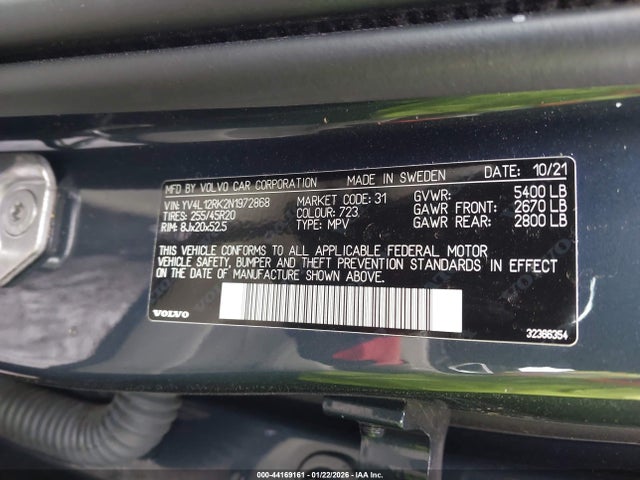 MFD BY VOLVO CAR CORPORATION MADE IN SWEDEN DATE: 10/21
VIN: YV4L12RK2N1972868 MARKET CODE: 31 GVWR: 5400 LB
TIRES: 255/45R20 COLOUR: 723 GAWR FRONT: 2670 LB
RIM: 8Jx20x52.5 TYPE: MPV GAWR REAR: 2800 LB
THIS VEHICLE CONFORMS TO ALL APPLICABLE FEDERAL MOTOR
VEHICLE SAFETY, BUMPER AND THEFT PREVENTION STANDARDS IN EFFECT
ON THE DATE OF MANUFACTURE SHOWN ABOVE.
VOLVO 32366354
000-44169161 - 01/22/2026 - IAA Inc.